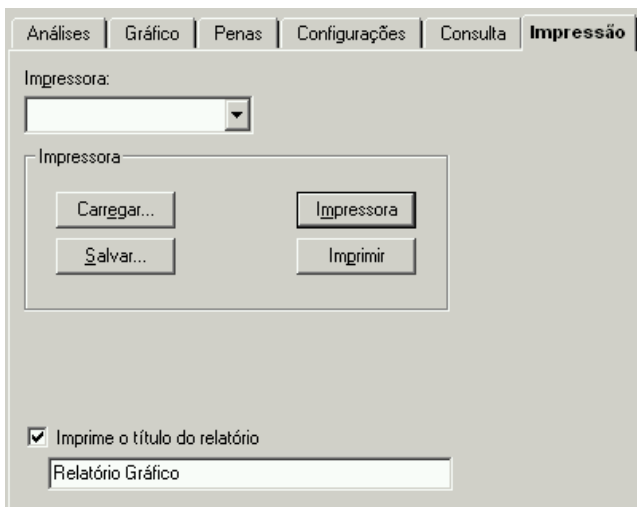 Análises Gráfico Penas Configurações Consulta Impressão
Impressora:
Impressora
Carregar... Impressora
Salvar... Imprimir
Imprime o título do relatório
Relatório Gráfico